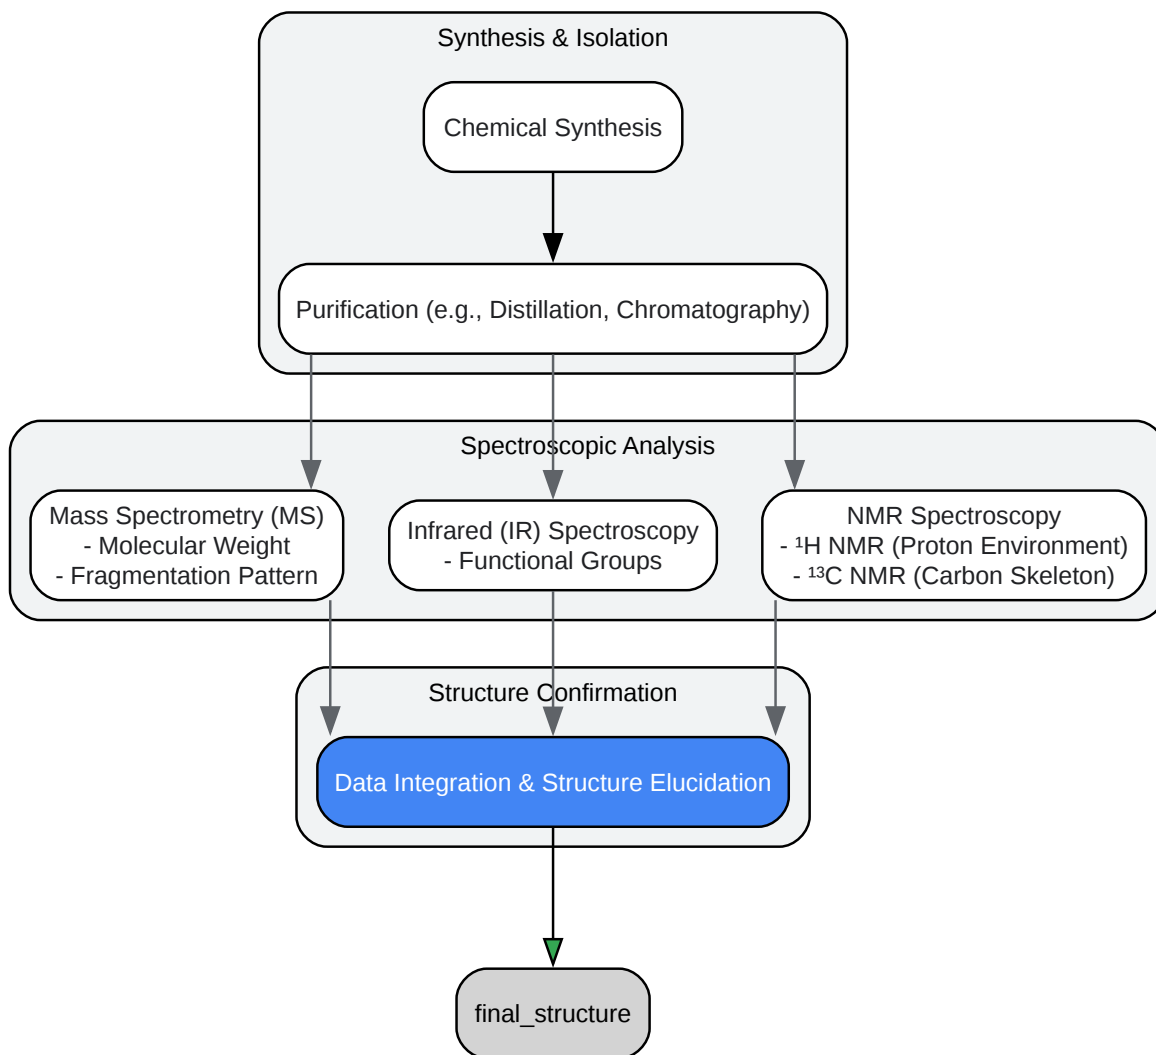 Synthesis & Isolation
Chemical Synthesis
Purification (e.g., Distillation, Chromatography)
Spectroscopic Analysis
Mass Spectrometry (MS)
- Molecular Weight
- Fragmentation Pattern
Infrared (IR) Spectroscopy
- Functional Groups
NMR Spectroscopy
- ¹H NMR (Proton Environment)
- ¹³C NMR (Carbon Skeleton)
Structure Confirmation
Data Integration & Structure Elucidation
final_structure